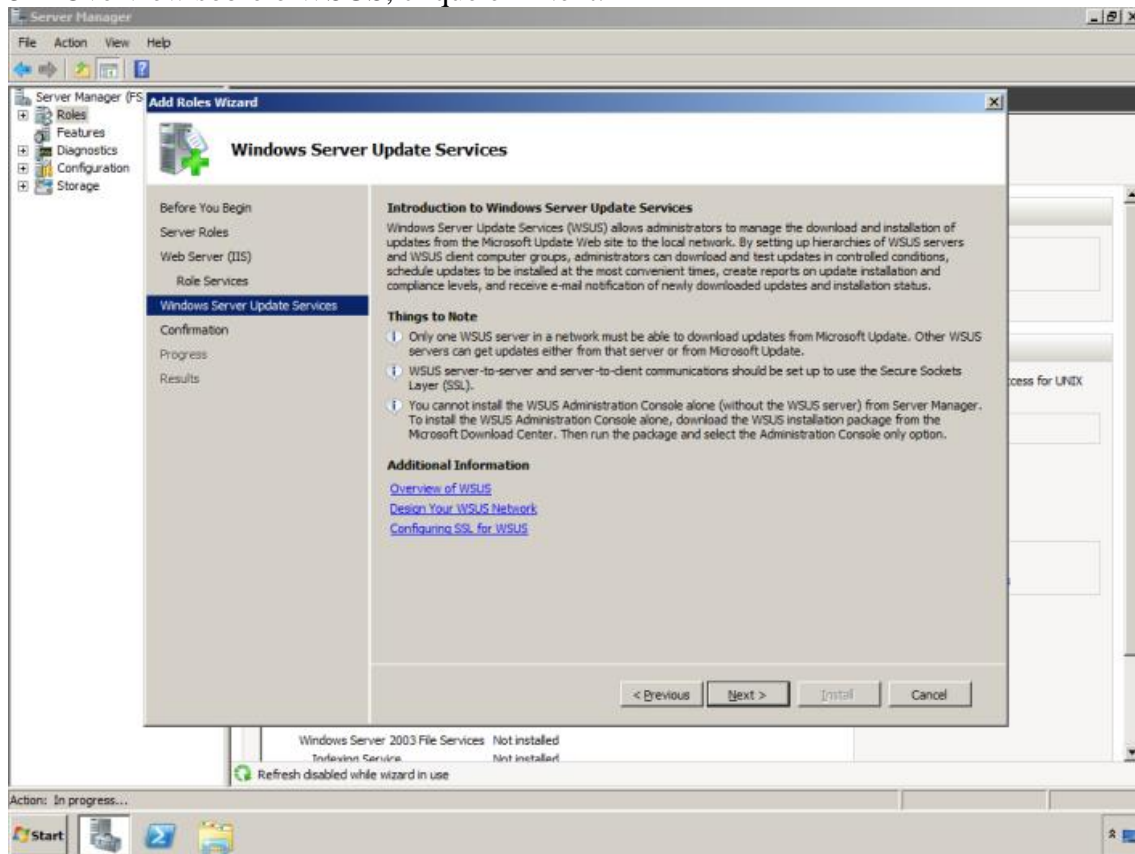 Server Manager
File Action View Help
Server Manager (FS
Roles
Features
Diagnostics
Configuration
Storage
Add Roles Wizard
Windows Server Update Services
Before You Begin
Server Roles
Web Server (IIS)
Role Services
Windows Server Update Services
Confirmation
Progress
Results
Introduction to Windows Server Update Services
Windows Server Update Services (WSUS) allows administrators to manage the download and installation of
updates from the Microsoft Update Web site to the local network. By setting up hierarchies of WSUS servers
and WSUS client computer groups, administrators can download and test updates in controlled conditions,
schedule updates to be installed at the most convenient times, create reports on update installation and
compliance levels, and receive e-mail notification of newly downloaded updates and installation status.
Things to Note
Only one WSUS server in a network must be able to download updates from Microsoft Update. Other WSUS
servers can get updates either from that server or from Microsoft Update.
WSUS server-to-server and server-to-client communications should be set up to use the Secure Sockets
Layer (SSL).
You cannot install the WSUS Administration Console alone (without the WSUS server) from Server Manager.
To install the WSUS Administration Console alone, download the WSUS installation package from the
Microsoft Download Center. Then run the package and select the Administration Console only option.
Additional Information
Overview of WSUS
Design Your WSUS Network
Configuring SSL for WSUS
< Previous Next > Install Cancel
cess for UNIX
Windows Server 2003 File Services Not installed
Indexing Service Not installed
Refresh disabled while wizard in use
Action: In progress...
Start